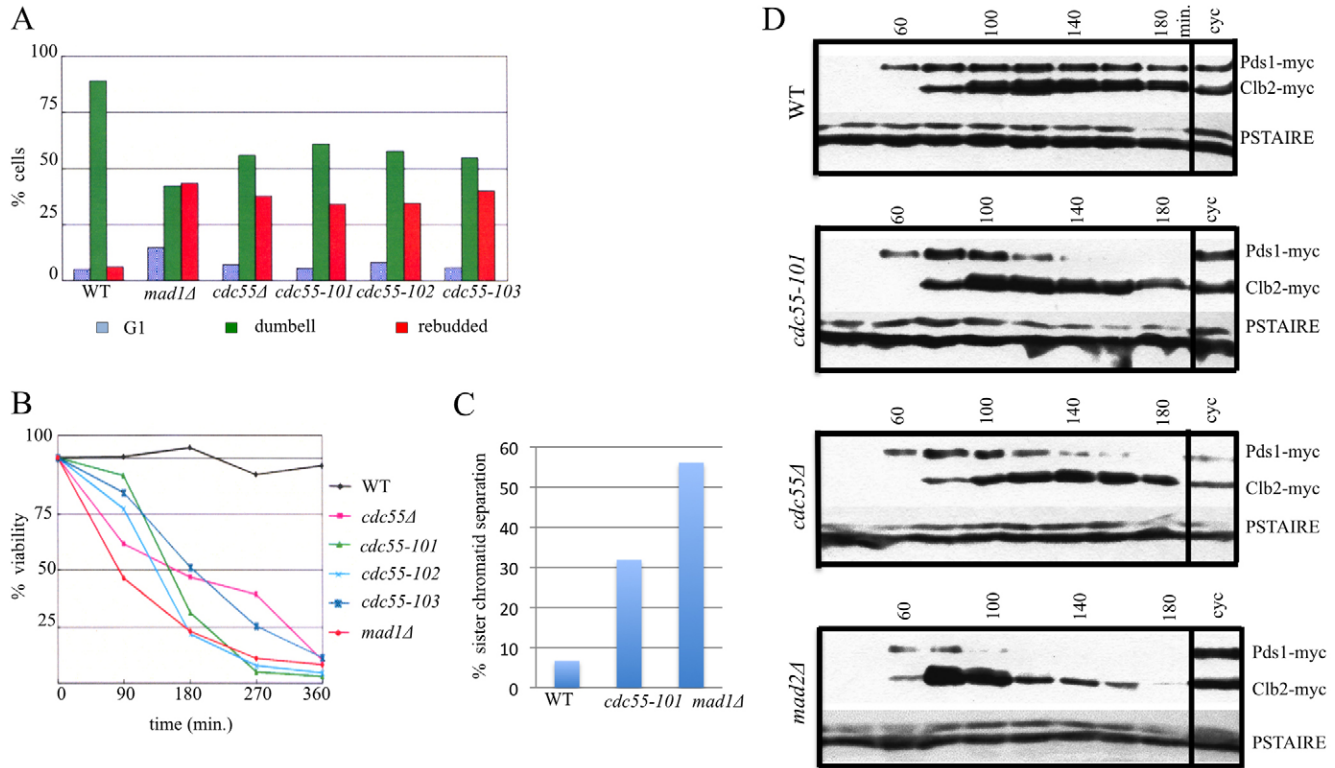 A
100
75
50
25
0
% cells
WT
mad1Δ
cdc55Δ
cdc55-101
cdc55-102
cdc55-103
G1
dumbell
rebudded
B
100
75
50
25
% viability
0
90
180
270
360
time (min.)
WT
cdc55Δ
cdc55-101
cdc55-102
cdc55-103
mad1Δ
C
60
50
40
30
20
10
0
% sister chromatid separation
WT
cdc55-101
mad1Δ
D
60
100
140
180
min.
cyc
WT
Pds1-myc
Clb2-myc
PSTAIRE
60
100
140
180
cyc
cdc55-101
Pds1-myc
Clb2-myc
PSTAIRE
60
100
140
180
cyc
cdc55Δ
Pds1-myc
Clb2-myc
PSTAIRE
60
100
140
180
cyc
mad2Δ
Pds1-myc
Clb2-myc
PSTAIRE